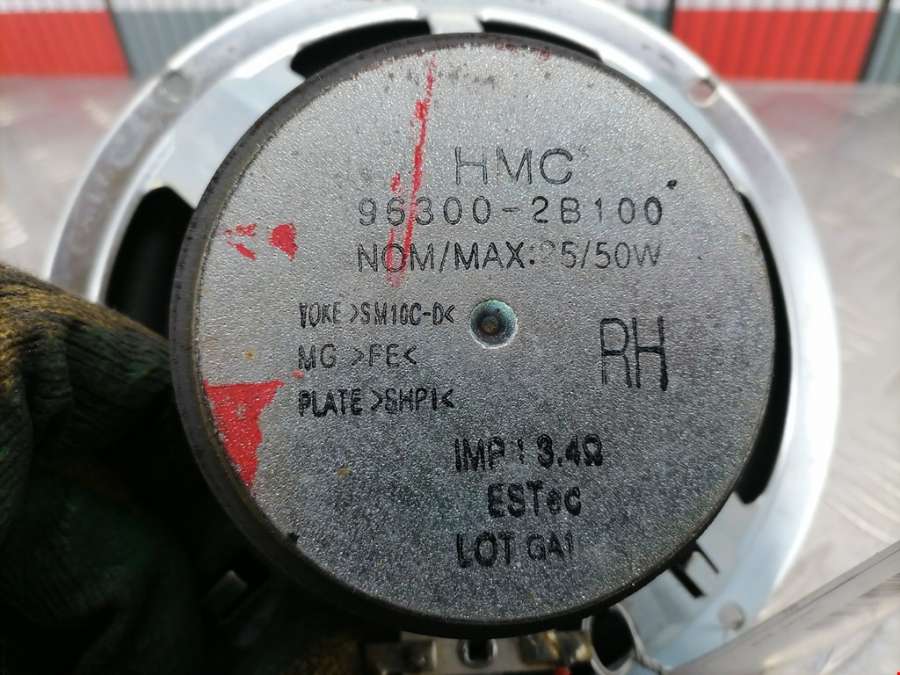 HMC
96300-2B100
NOM/MAX:25/50W
YOKE >SM10C-D<
MG >FE<
RH
PLATE >SHP1<
IMP : 3.4Ω
ESTec
LOT GA1